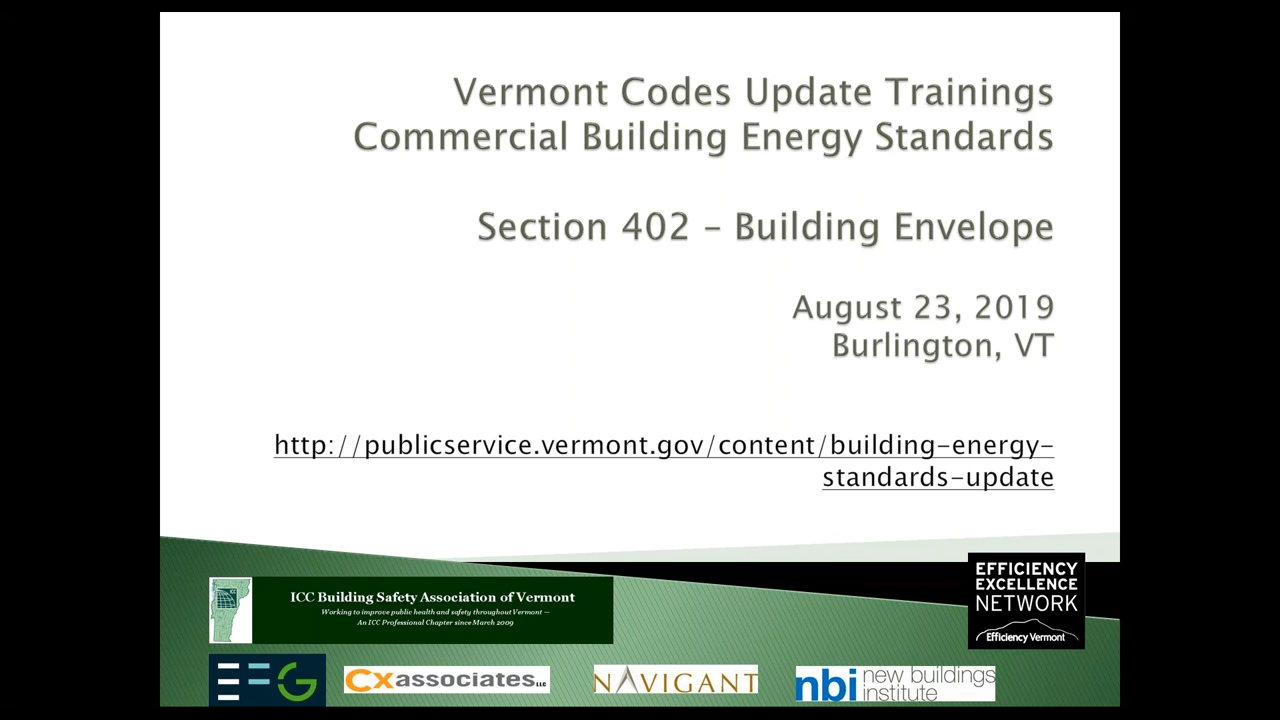 Vermont Codes Update Trainings
Commercial Building Energy Standards
Section 402 – Building Envelope
August 23, 2019
Burlington, VT
http://publicservice.vermont.gov/content/building-energy-
standards-update
ICC Building Safety Association of Vermont
Working to improve public health and safety throughout Vermont —
An ICC Professional Chapter since March 2009
EFFICIENCY
EXCELLENCE
NETWORK
Efficiency Vermont
EFG
Cx associates LLC
NAVIGANT
nbi new buildings
institute